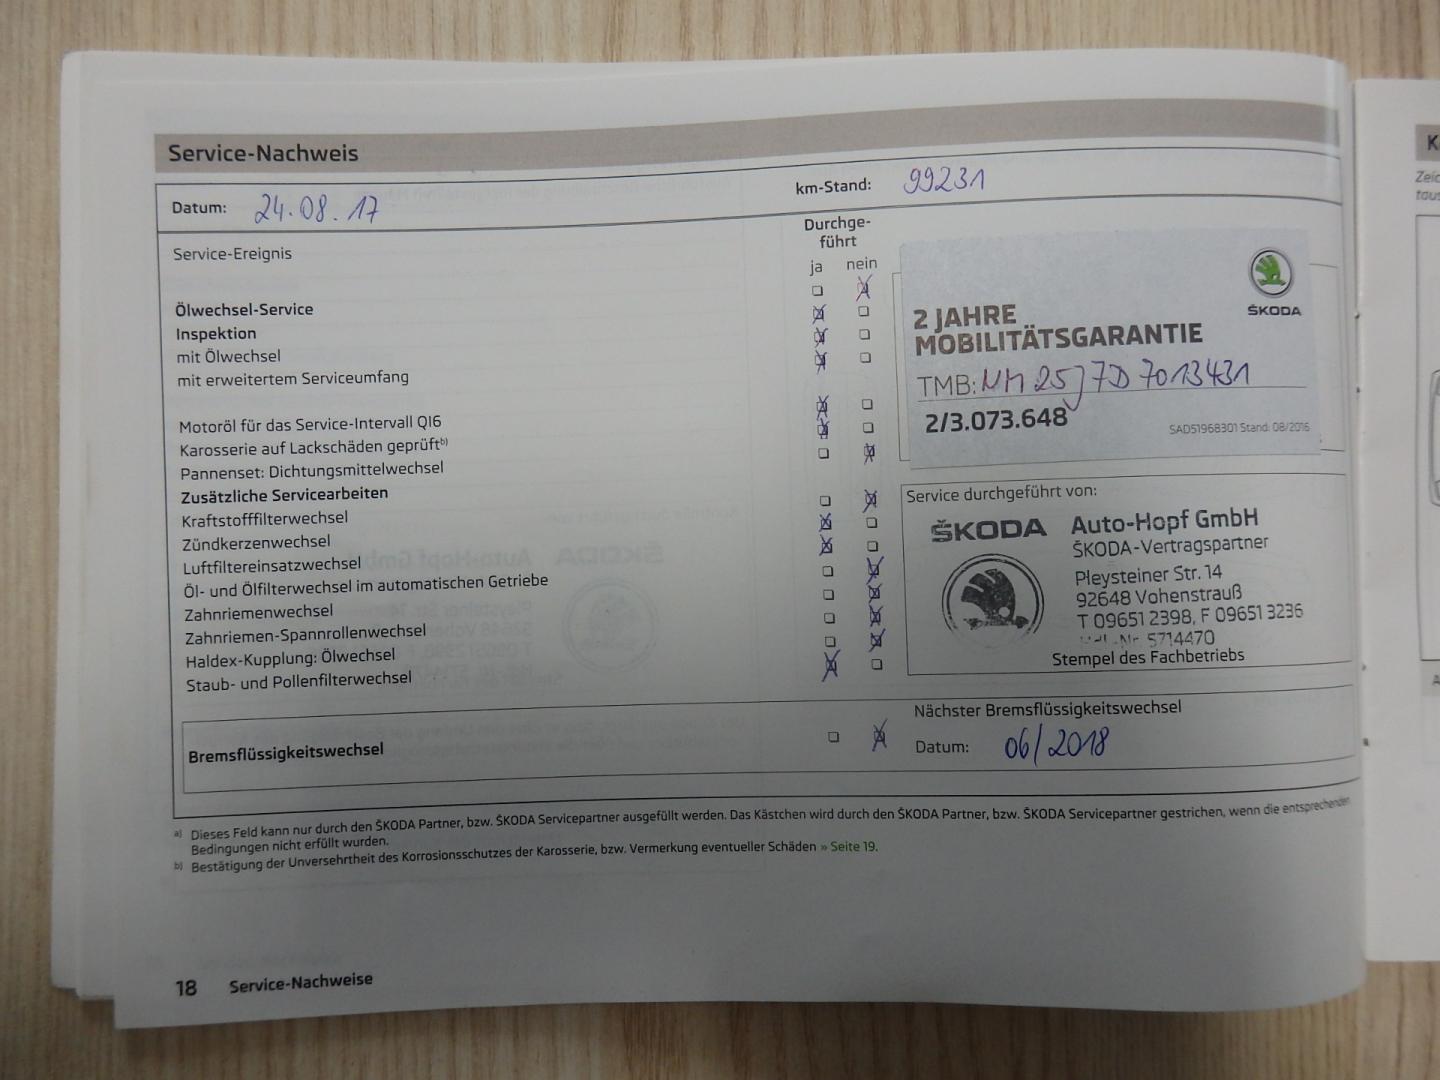 Service-Nachweis
Datum: 24.08.17
km-Stand: 99231
Service-Ereignis
Durchge-
führt
ja nein
Ölwechsel-Service
Inspektion
mit Ölwechsel
mit erweitertem Serviceumfang
Motoröl für das Service-Intervall QI6
Karosserie auf Lackschäden geprüftb)
Pannenset: Dichtungsmittelwechsel
Zusätzliche Servicearbeiten
Kraftstofffilterwechsel
Zündkerzenwechsel
Luftfiltereinsatzwechsel
Öl- und Ölfilterwechsel im automatischen Getriebe
Zahnriemenwechsel
Zahnriemen-Spannrollenwechsel
Haldex-Kupplung: Ölwechsel
Staub- und Pollenfilterwechsel
ŠKODA
2 JAHRE
MOBILITÄTSGARANTIE
TMB: NM25J7D7013431
2/3.073.648
SAD51968301 Stand: 08/2016
Service durchgeführt von:
ŠKODA Auto-Hopf GmbH
ŠKODA-Vertragspartner
Pleysteiner Str. 14
92648 Vohenstrauß
T 09651 2398, F 09651 3236
5714470
Stempel des Fachbetriebs
Bremsflüssigkeitswechsel
Nächster Bremsflüssigkeitswechsel
Datum: 06/2018
a) Dieses Feld kann nur durch den ŠKODA Partner, bzw. ŠKODA Servicepartner ausgefüllt werden. Das Kästchen wird durch den ŠKODA Partner, bzw. ŠKODA Servicepartner gestrichen, wenn die entsprechenden
Bedingungen nicht erfüllt wurden.
b) Bestätigung der Unversehrtheit des Korrosionsschutzes der Karosserie, bzw. Vermerkung eventueller Schäden » Seite 19.
18 Service-Nachweise